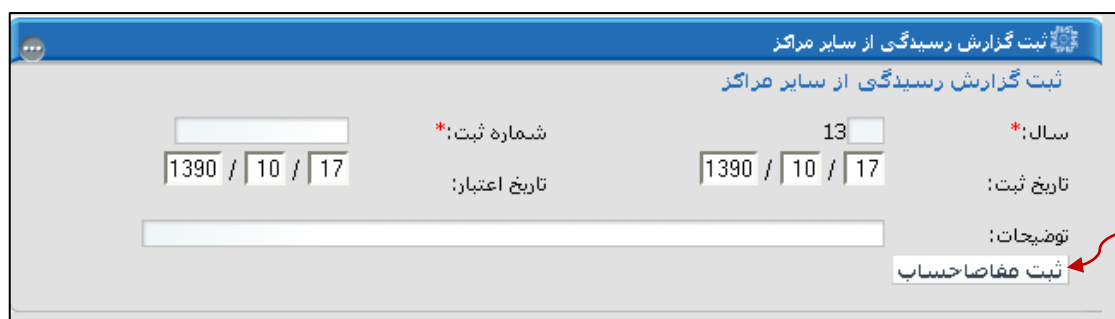 ثبت گزارش رسیدگی از سایر مراکز
ثبت گزارش رسیدگی از سایر مراکز
سال:* 13 شماره ثبت:*
تاریخ ثبت: 1390 / 10 / 17 تاریخ اعتبار: 1390 / 10 / 17
توضیحات:
ثبت مفاصاحساب